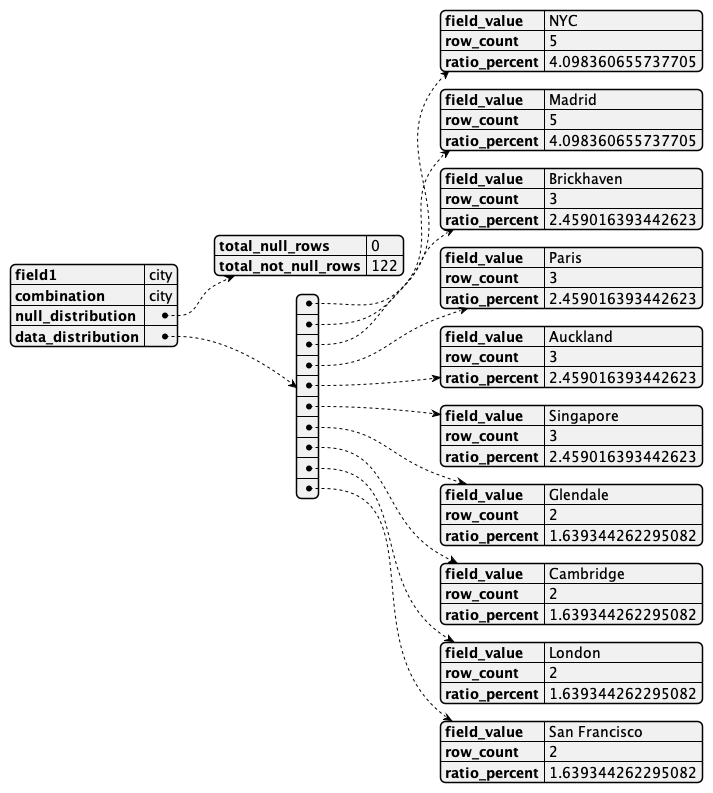 field1 city
combination city
null_distribution
data_distribution
total_null_rows 0
total_not_null_rows 122
field_value NYC
row_count 5
ratio_percent 4.098360655737705
field_value Madrid
row_count 5
ratio_percent 4.098360655737705
field_value Brickhaven
row_count 3
ratio_percent 2.459016393442623
field_value Paris
row_count 3
ratio_percent 2.459016393442623
field_value Auckland
row_count 3
ratio_percent 2.459016393442623
field_value Singapore
row_count 3
ratio_percent 2.459016393442623
field_value Glendale
row_count 2
ratio_percent 1.639344262295082
field_value Cambridge
row_count 2
ratio_percent 1.639344262295082
field_value London
row_count 2
ratio_percent 1.639344262295082
field_value San Francisco
row_count 2
ratio_percent 1.639344262295082